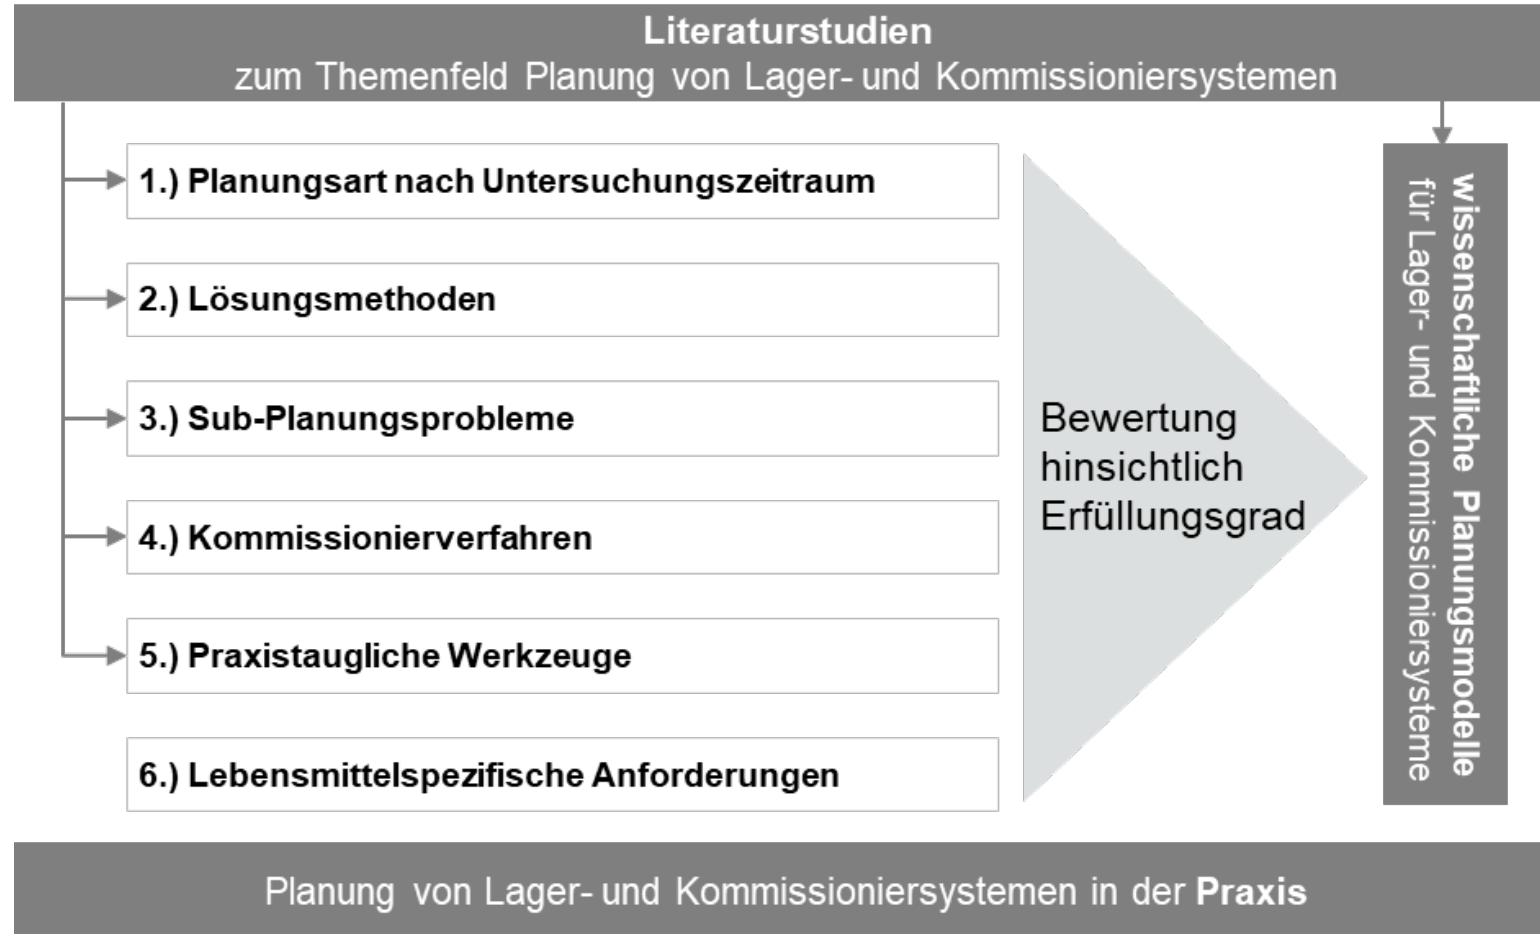 Literaturstudien
zum Themenfeld Planung von Lager- und Kommissioniersystemen
1.) Planungsart nach Untersuchungszeitraum
2.) Lösungsmethoden
3.) Sub-Planungsprobleme
4.) Kommissionierverfahren
5.) Praxistaugliche Werkzeuge
6.) Lebensmittelspezifische Anforderungen
Bewertung
hinsichtlich
Erfüllungsgrad
wissenschaftliche Planungsmodelle
für Lager- und Kommissioniersysteme
Planung von Lager- und Kommissioniersystemen in der Praxis